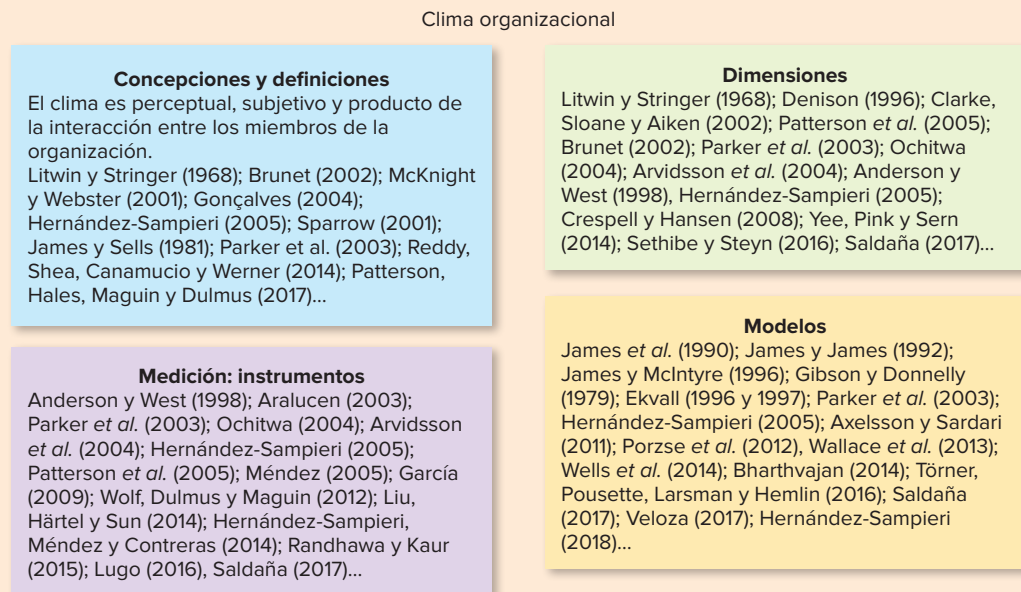 Clima organizacional
Concepciones y definiciones
El clima es perceptual, subjetivo y producto de
la interacción entre los miembros de la
organización.
Litwin y Stringer (1968); Brunet (2002); McKnight
y Webster (2001); Gonçalves (2004);
Hernández-Sampieri (2005); Sparrow (2001);
James y Sells (1981); Parker et al. (2003); Reddy,
Shea, Canamucio y Werner (2014); Patterson,
Hales, Maguin y Dulmus (2017)...
Medición: instrumentos
Anderson y West (1998); Aralucen (2003);
Parker et al. (2003); Ochitwa (2004); Arvidsson
et al. (2004); Hernández-Sampieri (2005);
Patterson et al. (2005); Méndez (2005); García
(2009); Wolf, Dulmus y Maguin (2012); Liu,
Härtel y Sun (2014); Hernández-Sampieri,
Méndez y Contreras (2014); Randhawa y Kaur
(2015); Lugo (2016), Saldaña (2017)...
Dimensiones
Litwin y Stringer (1968); Denison (1996); Clarke,
Sloane y Aiken (2002); Patterson et al. (2005);
Brunet (2002); Parker et al. (2003); Ochitwa
(2004); Arvidsson et al. (2004); Anderson y
West (1998), Hernández-Sampieri (2005);
Crespell y Hansen (2008); Yee, Pink y Sern
(2014); Sethibe y Steyn (2016); Saldaña (2017)...
Modelos
James et al. (1990); James y James (1992);
James y McIntyre (1996); Gibson y Donnelly
(1979); Ekvall (1996 y 1997); Parker et al. (2003);
Hernández-Sampieri (2005); Axelsson y Sardari
(2011); Porzse et al. (2012), Wallace et al. (2013);
Wells et al. (2014); Bharthvajan (2014); Törner,
Pousette, Larsman y Hemlin (2016); Saldaña
(2017); Veloza (2017); Hernández-Sampieri
(2018)...